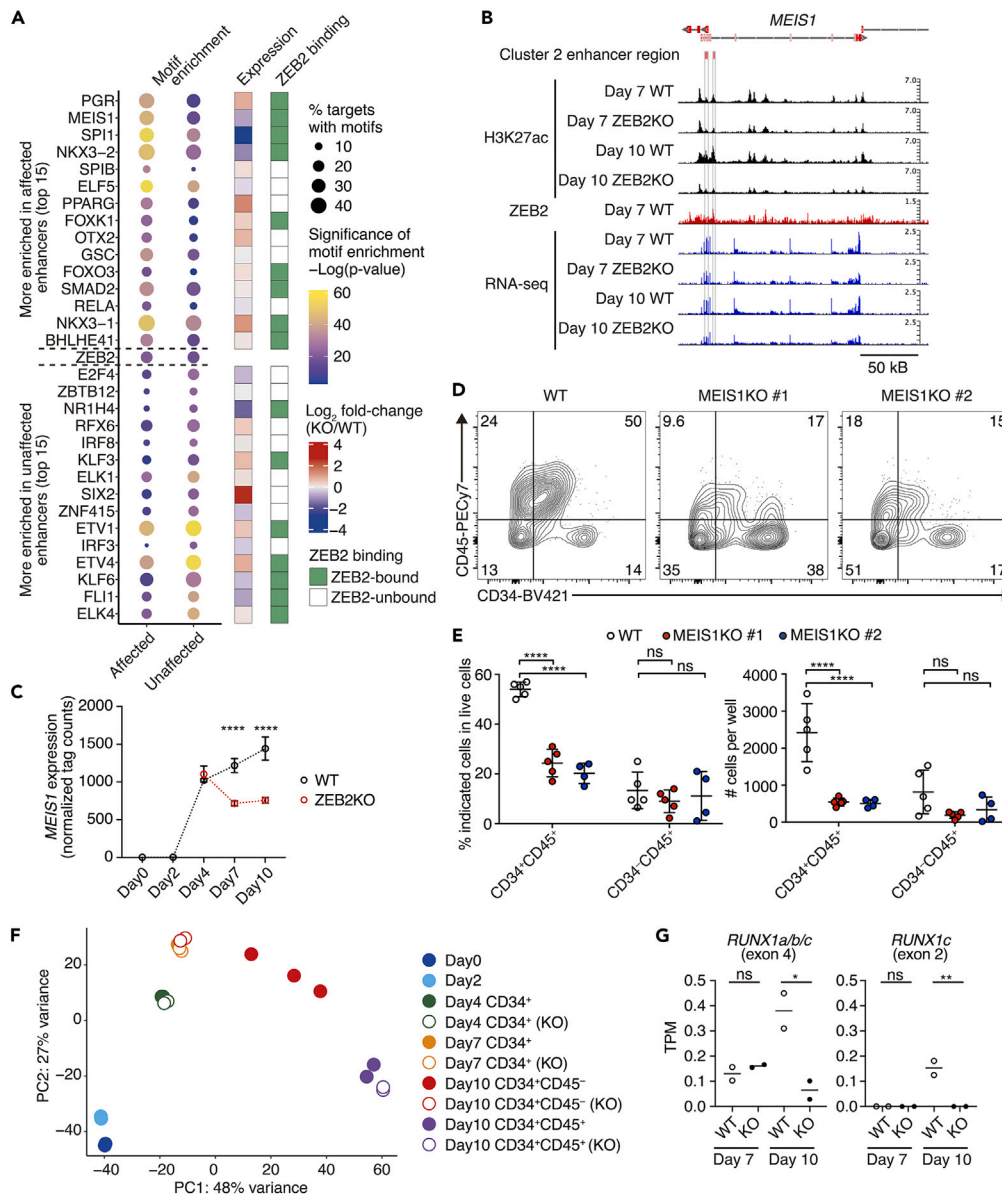 A
Motif enrichment
Expression
ZEB2 binding
More enriched in affected enhancers (top 15)
PGR
MEIS1
SPI1
NKX3−2
SPIB
ELF5
PPARG
FOXK1
OTX2
GSC
FOXO3
SMAD2
RELA
NKX3−1
BHLHE41
ZEB2
More enriched in unaffected enhancers (top 15)
E2F4
ZBTB12
NR1H4
RFX6
IRF8
KLF3
ELK1
SIX2
ZNF415
ETV1
IRF3
ETV4
KLF6
FLI1
ELK4
Affected
Unaffected
% targets
with motifs
10
20
30
40
Significance of
motif enrichment
−Log(p-value)
60
40
20
Log2 fold-change
(KO/WT)
4
2
0
−2
−4
ZEB2 binding
ZEB2-bound
ZEB2-unbound
B
MEIS1
Cluster 2 enhancer region
H3K27ac
Day 7 WT
7.0
Day 7 ZEB2KO
Day 10 WT
7.0
Day 10 ZEB2KO
7.0
ZEB2
Day 7 WT
1.5
RNA-seq
Day 7 WT
2.5
Day 7 ZEB2KO
Day 10 WT
2.5
Day 10 ZEB2KO
2.5
50 kB
C
MEIS1 expression
(normalized tag counts)
2000
1500
1000
500
0
**** ****
WT
ZEB2KO
Day0 Day2 Day4 Day7 Day10
D
WT MEIS1KO #1 MEIS1KO #2
24 50 9.6 17 18 15
13 14 35 38 51 17
CD45-PECy7
CD34-BV421
E
WT MEIS1KO #1 MEIS1KO #2
% indicated cells in live cells
60
40
20
0
****
****
ns
ns
CD34+CD45+
CD34−CD45+
# cells per well
4000
3000
2000
1000
0
****
****
ns
ns
CD34+CD45+
CD34−CD45+
F
PC2: 27% variance
20
0
−20
−40
−40 −20 0 20 40 60
PC1: 48% variance
Day0
Day2
Day4 CD34+
Day4 CD34+ (KO)
Day7 CD34+
Day7 CD34+ (KO)
Day10 CD34+CD45−
Day10 CD34+CD45− (KO)
Day10 CD34+CD45+
Day10 CD34+CD45+ (KO)
G
RUNX1a/b/c
(exon 4)
RUNX1c
(exon 2)
TPM
0.5
0.4
0.3
0.2
0.1
0.0
ns *
WT KO WT KO
Day 7 Day 10
0.5
0.4
0.3
0.2
0.1
0.0
ns **
WT KO WT KO
Day 7 Day 10